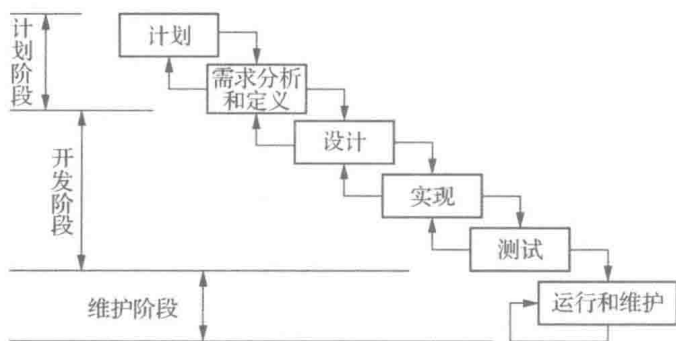 计划阶段
计划
需求分析
和定义
设计
开发阶段
实现
测试
运行和维护
维护阶段